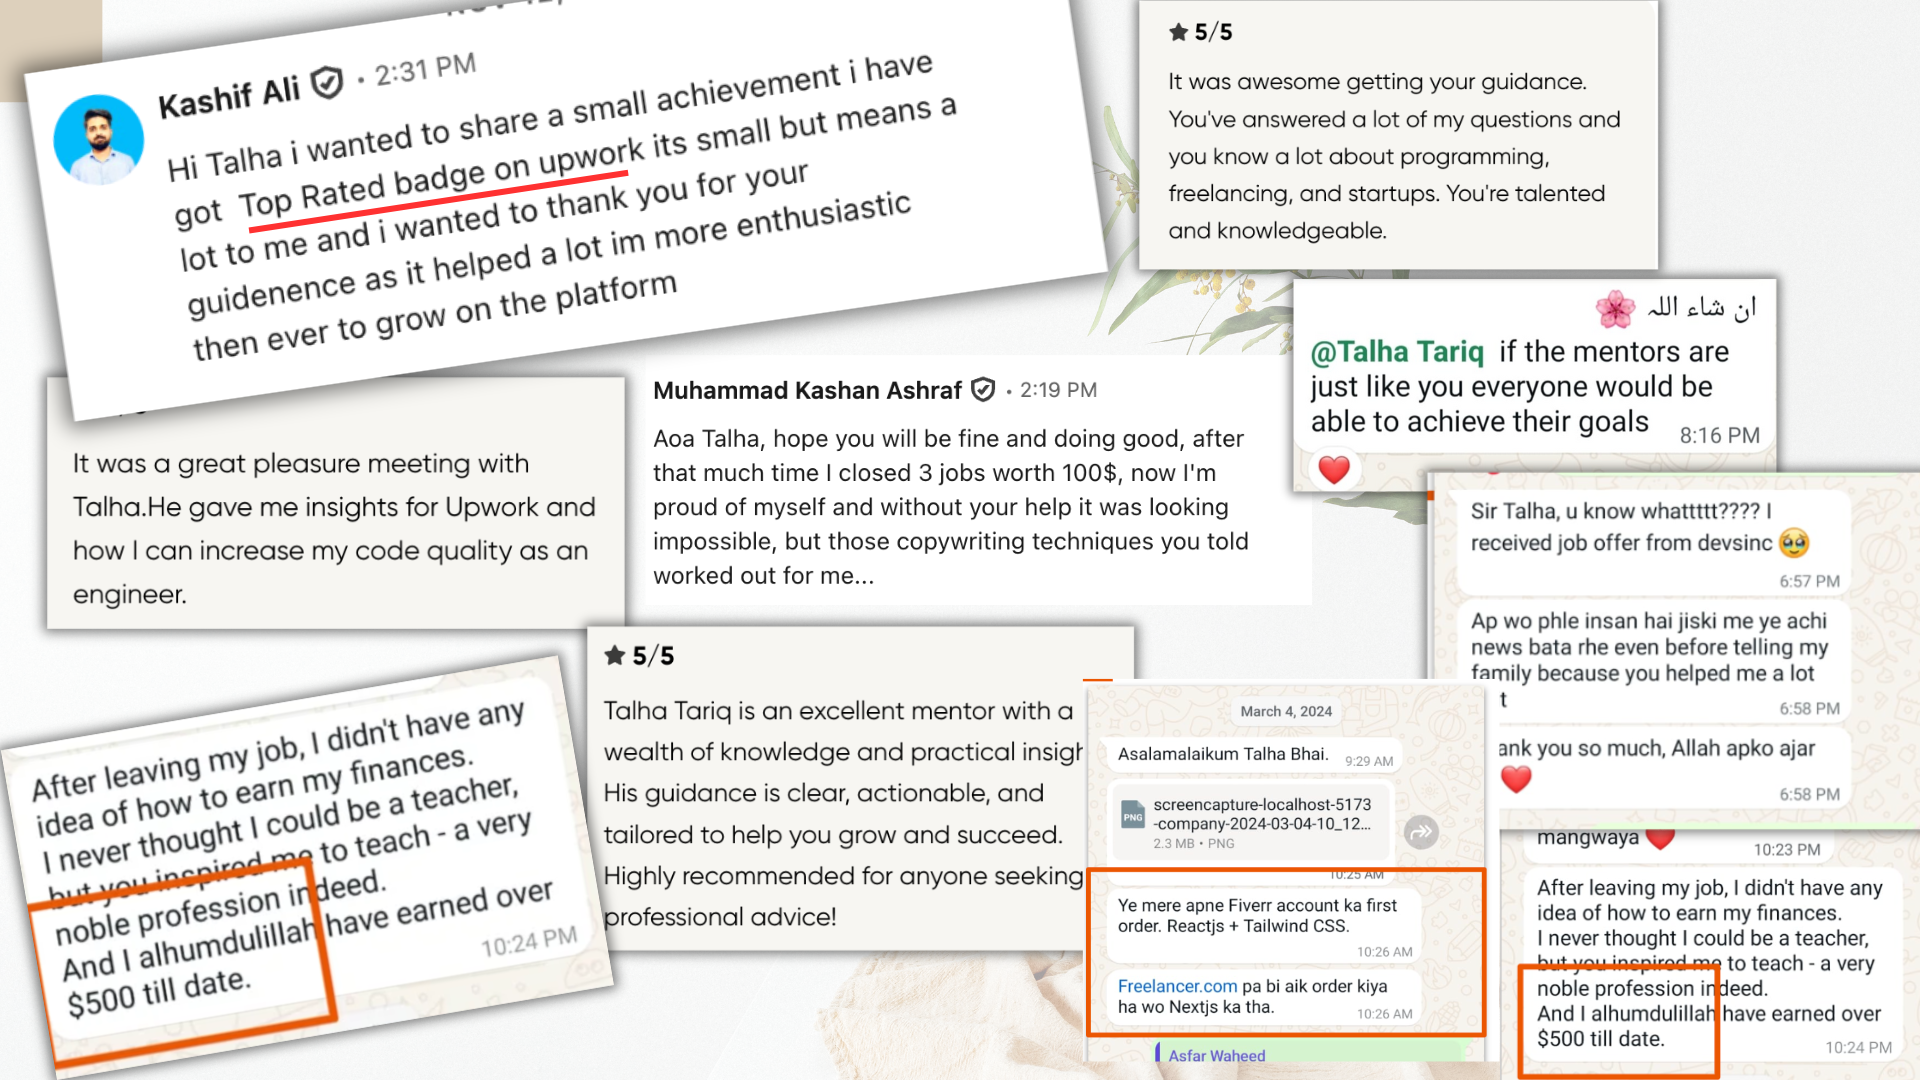 Kashif Ali • 2:31 PM
Hi Talha i wanted to share a small achievement i have
got Top Rated badge on upwork its small but means a
lot to me and i wanted to thank you for your
guidenence as it helped a lot im more enthusiastic
then ever to grow on the platform
5/5
It was awesome getting your guidance.
You've answered a lot of my questions and
you know a lot about programming,
freelancing, and startups. You're talented
and knowledgeable.
ان شاء اللہ
@Talha Tariq if the mentors are
just like you everyone would be
able to achieve their goals
8:16 PM
It was a great pleasure meeting with
Talha.He gave me insights for Upwork and
how I can increase my code quality as an
engineer.
Muhammad Kashan Ashraf • 2:19 PM
Aoa Talha, hope you will be fine and doing good, after
that much time I closed 3 jobs worth 100$, now I'm
proud of myself and without your help it was looking
impossible, but those copywriting techniques you told
worked out for me...
Sir Talha, u know whattttt???? I
received job offer from devsinc
6:57 PM
Ap wo phle insan hai jiski me ye achi
news bata rhe even before telling my
family because you helped me a lot
6:58 PM
you so much, Allah apko ajar
6:58 PM
After leaving my job, I didn't have any
idea of how to earn my finances.
I never thought I could be a teacher,
but you inspired me to teach - a very
noble profession indeed.
And I alhumdulillah have earned over
$500 till date.
10:24 PM
5/5
Talha Tariq is an excellent mentor with a
wealth of knowledge and practical
His guidance is clear, actionable, and
tailored to help you grow and succeed.
Highly recommended for anyone seeking
professional advice!
March 4, 2024
Asalamalaikum Talha Bhai.
9:29 AM
PNG
screencapture-localhost-5173
-company-2024-03-04-10_12...
2.3 MB • PNG
10:25 AM
Ye mere apne Fiverr account ka first
order. Reactjs + Tailwind CSS.
10:26 AM
Freelancer.com pa bi aik order kiya
ha wo Nextjs ka tha.
10:26 AM
Asfar Waheed
mangwaya
10:23 PM
After leaving my job, I didn't have any
idea of how to earn my finances.
I never thought I could be a teacher,
but you inspired me to teach - a very
noble profession indeed.
And I alhumdulillah have earned over
$500 till date.
10:24 PM